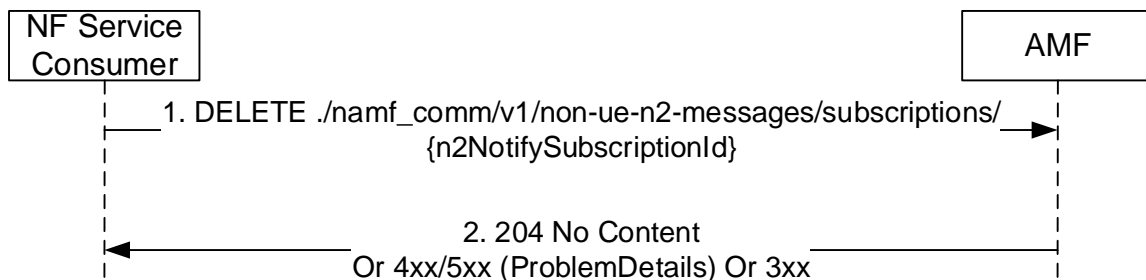 NF Service
Consumer
AMF
1. DELETE ./namf_comm/v1/non-ue-n2-messages/subscriptions/
{n2NotifySubscriptionId}
2. 204 No Content
Or 4xx/5xx (ProblemDetails) Or 3xx